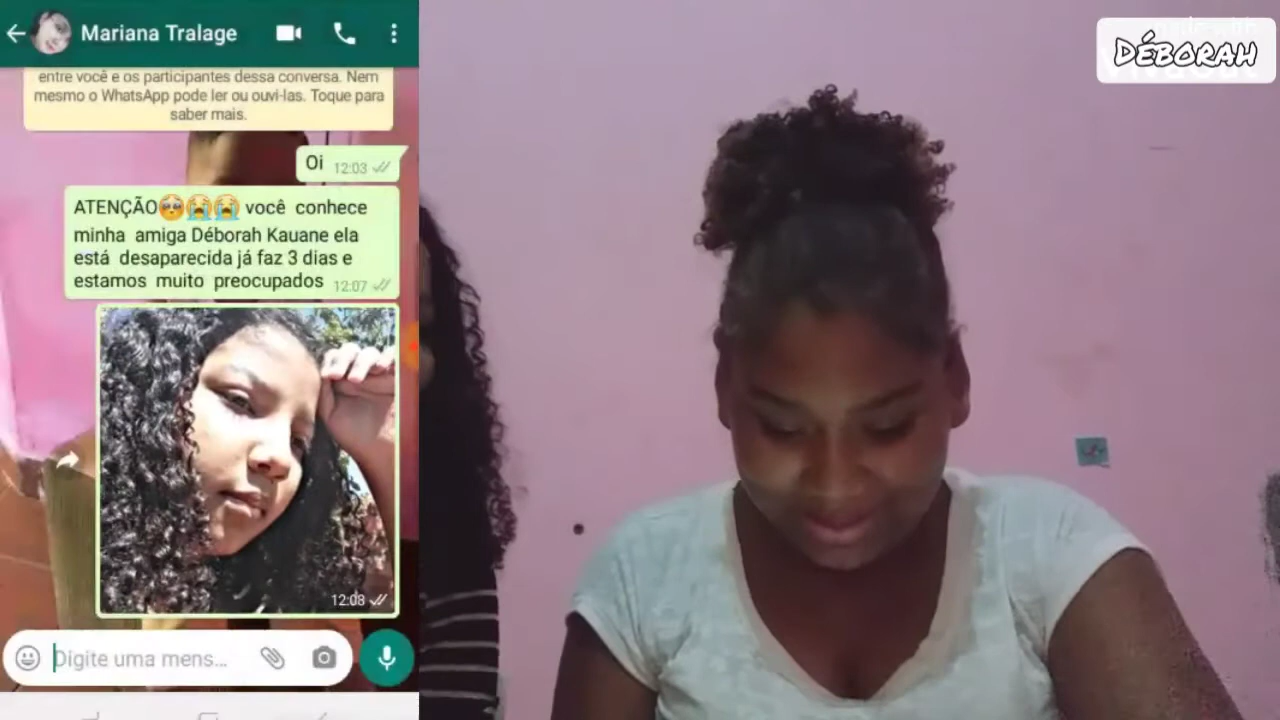 Mariana Tralage
entre você e os participantes dessa conversa. Nem
mesmo o WhatsApp pode ler ou ouvi-las. Toque para
saber mais.
Oi 12:03
ATENÇÃO🥺😭😭 você conhece
minha amiga Déborah Kauane ela
está desaparecida já faz 3 dias e
estamos muito preocupados 12:07
12:08
Digite uma mens...
DÉBORAH